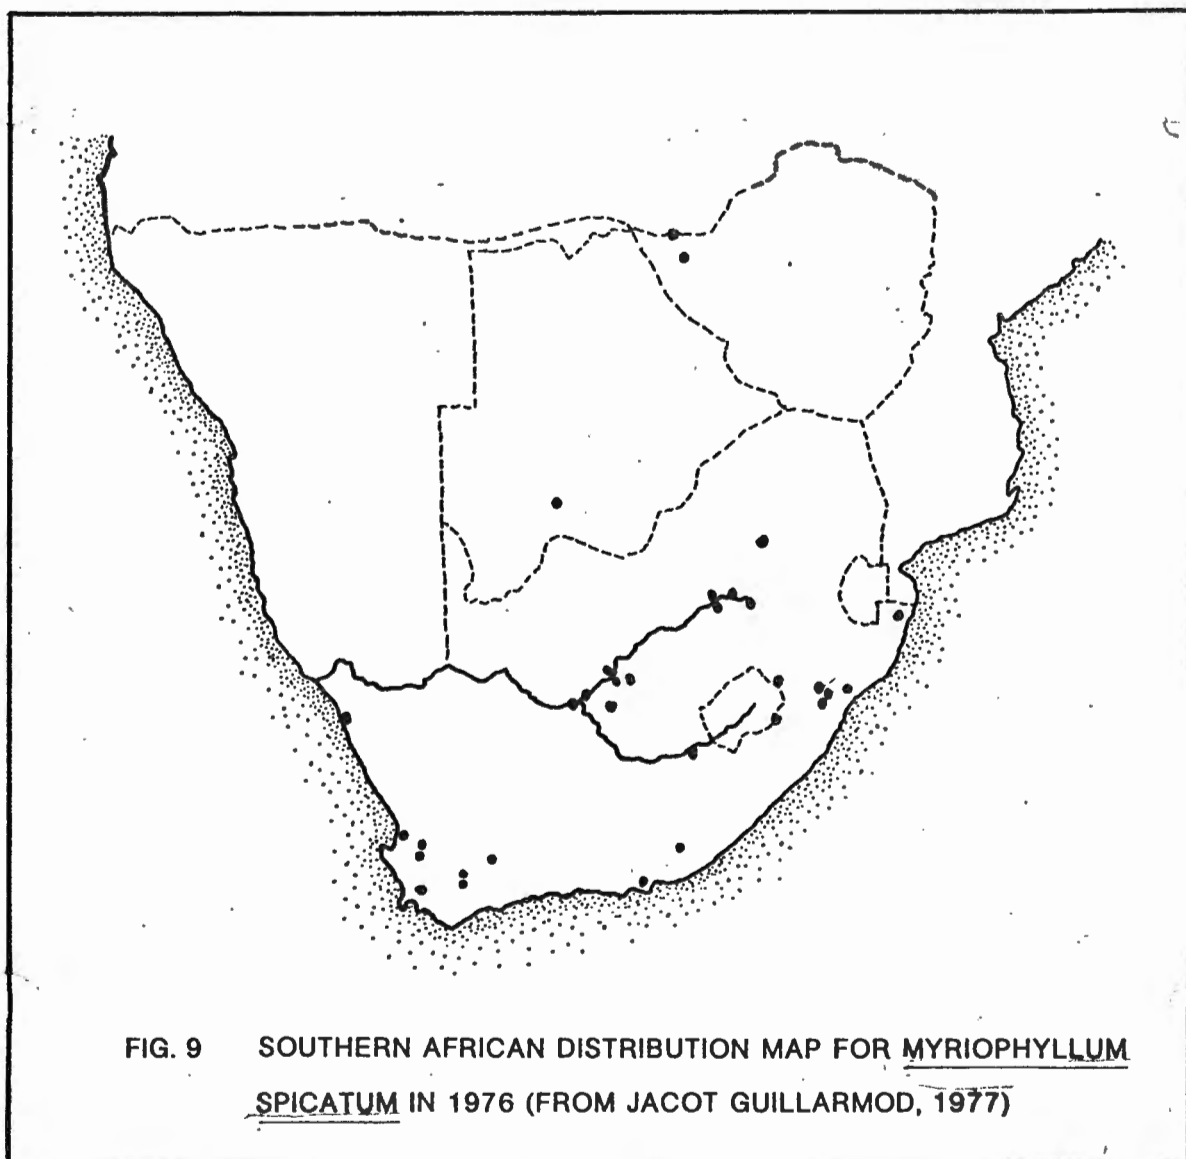 FIG. 9 SOUTHERN AFRICAN DISTRIBUTION MAP FOR MYRIOPHYLLUM
SPICATUM IN 1976 (FROM JACOT GUILLARMOD, 1977)